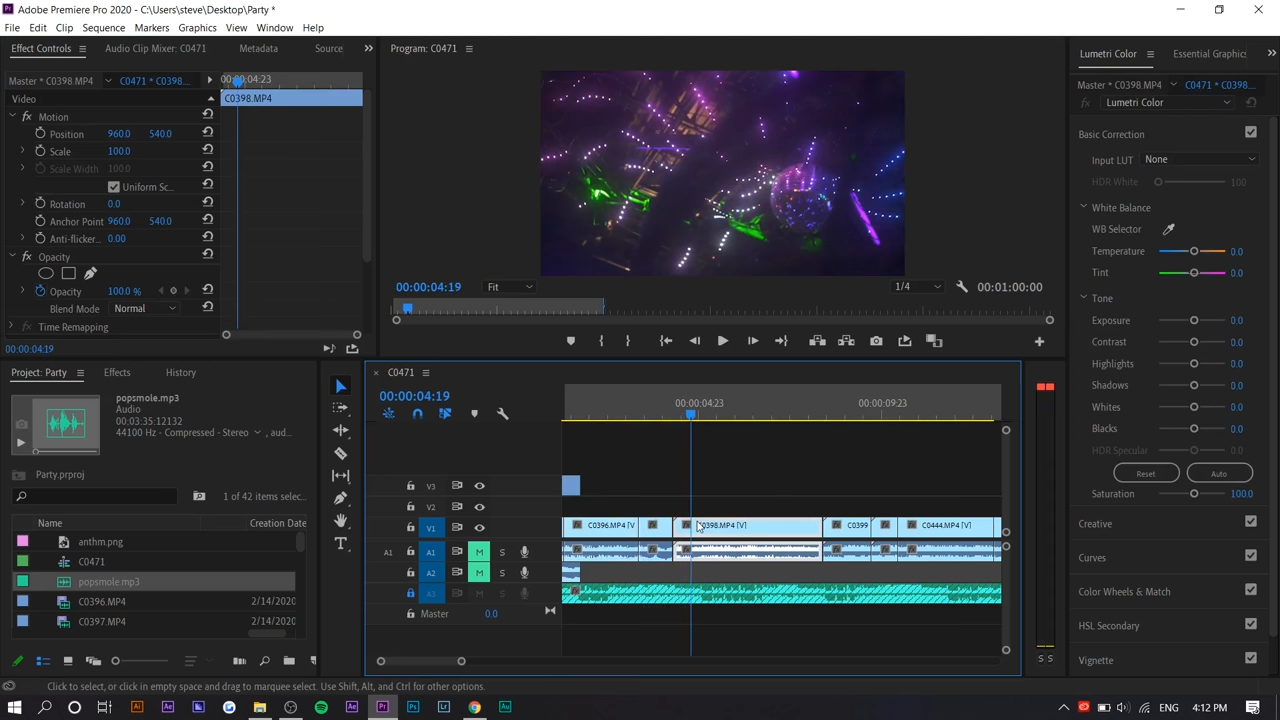 Adobe Premiere Pro 2020 - C:\Users\steve\Desktop\Party *
File Edit Clip Sequence Markers Graphics View Window Help
Effect Controls Audio Clip Mixer: C0471 Metadata Source
Program: C0471
Lumetri Color Essential Graphics
Master * C0398.MP4 C0471 * C0398...
00:00:04:23
Video
C0398.MP4
Motion
Position 960.0 540.0
Scale 100.0
Scale Width 100.0
Uniform Sc...
Rotation 0.0
Anchor Point 960.0 540.0
Anti-flicker... 0.00
Opacity
Opacity 100.0 %
Blend Mode Normal
Time Remapping
00:00:04:19
00:00:04:19 Fit 1/4 00:01:00:00
Master * C0398.MP4 C0471 * C0398...
fx Lumetri Color
Basic Correction
Input LUT None
HDR White 100
White Balance
WB Selector
Temperature 0.0
Tint 0.0
Tone
Exposure 0.0
Contrast 0.0
Highlights 0.0
Shadows 0.0
Whites 0.0
Blacks 0.0
HDR Specular 0.0
Reset Auto
Saturation 100.0
Creative
Curves
Color Wheels & Match
HSL Secondary
Vignette
Project: Party Effects History
popsmole.mp3
Audio
00:03:35:12132
44100 Hz - Compressed - Stereo , aud...
Party.prproj
1 of 42 items selec...
Name Creation Date
anthm.png
C0471
popsmole.mp3
C0396.MP4 2/14/2020
C0397.MP4 2/14/2020
C0471
00:00:04:19
00:00:04:23 00:00:09:23
V3
V2
V1 C0396.MP4 [V C0398.MP4 [V] C0399 C0444.MP4 [V]
A1 A1 M S
A2 M S
A3 M S
Master 0.0
S S
Click to select, or click in empty space and drag to marquee select. Use Shift, Alt, and Ctrl for other options.
Ai Ae Ae Pr Ps Lr Au
ENG 4:12 PM